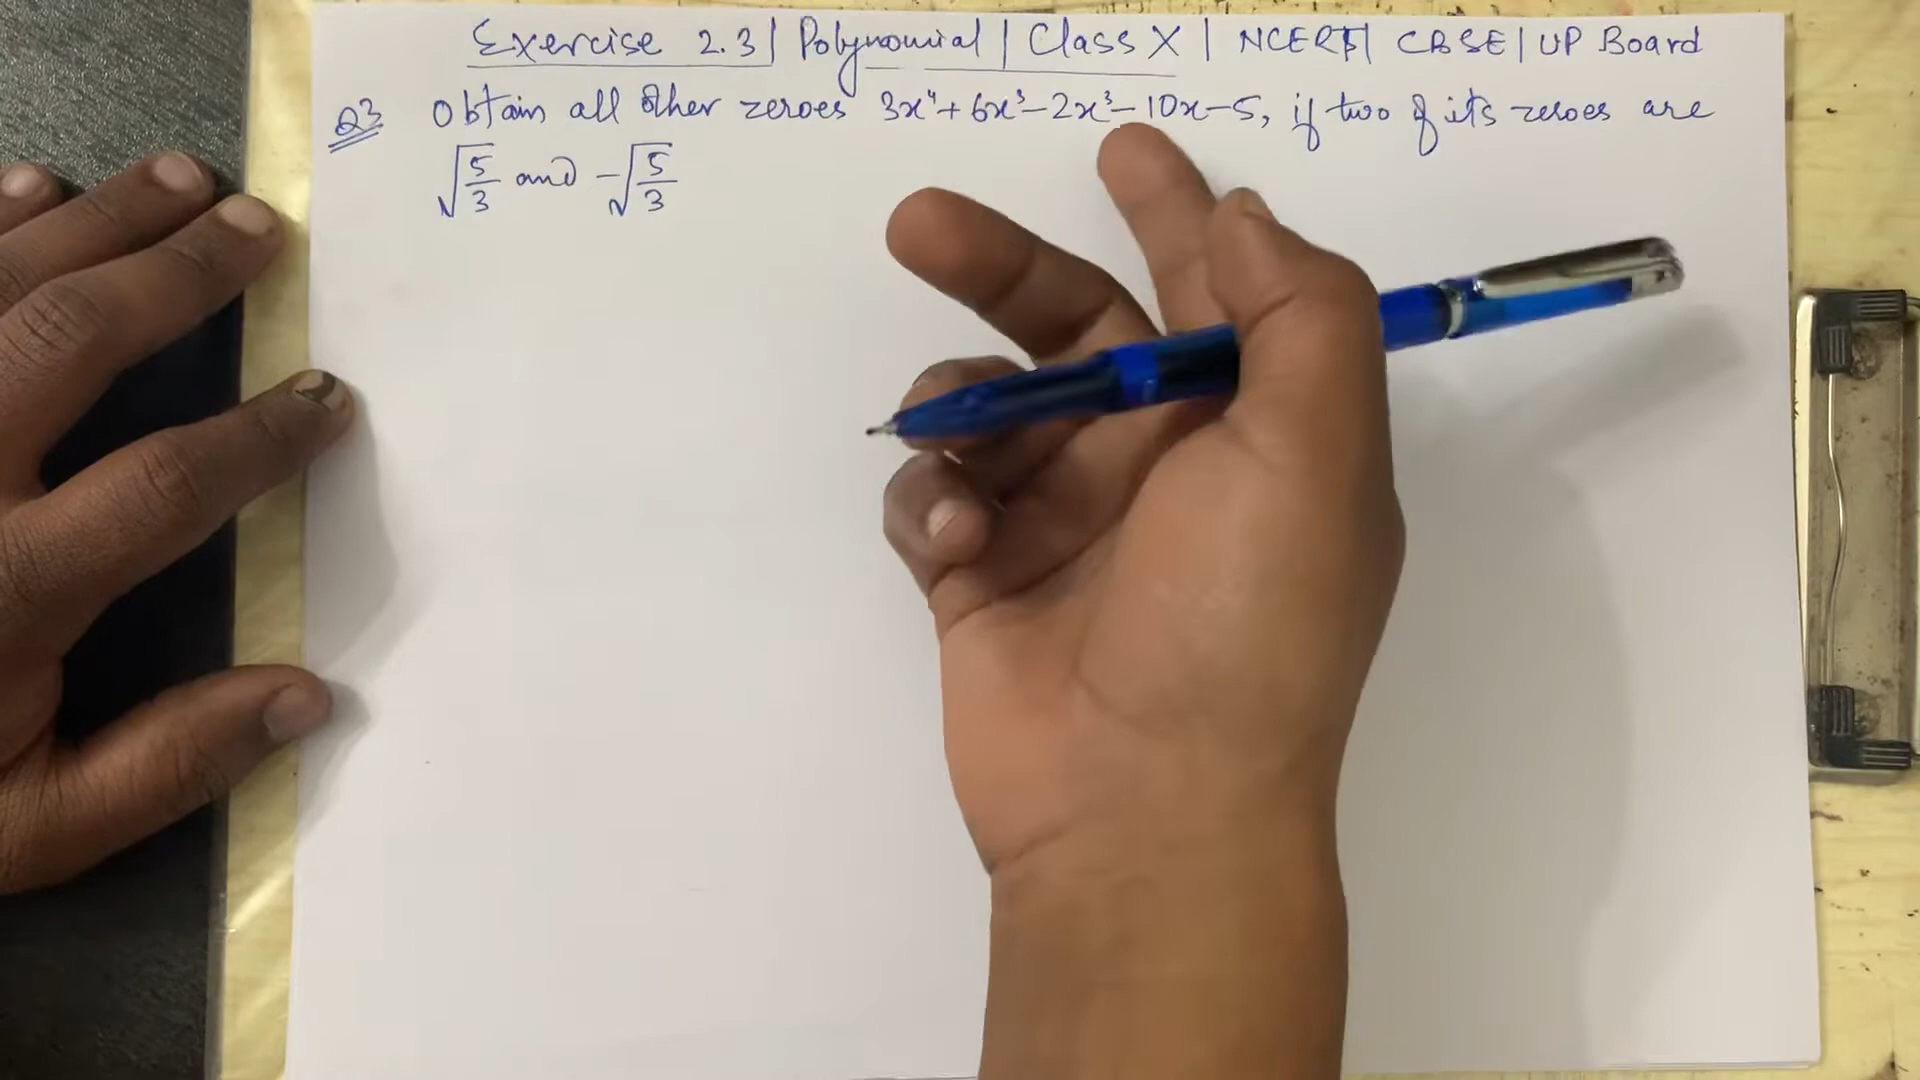 Exercise 2.3 | Polynomial | Class X | NCERT | CBSE | UP Board
Q3 Obtain all other zeroes 3x⁴ + 6x³ - 2x³ - 10x - 5, if two of its zeroes are
√(5/3) and -√(5/3)